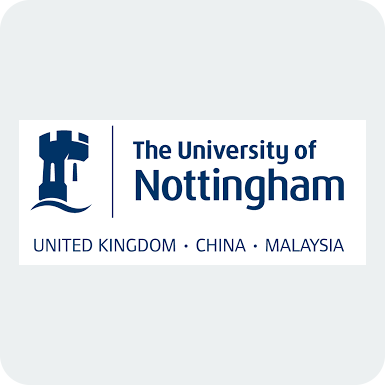 The University of
Nottingham
UNITED KINGDOM · CHINA · MALAYSIA